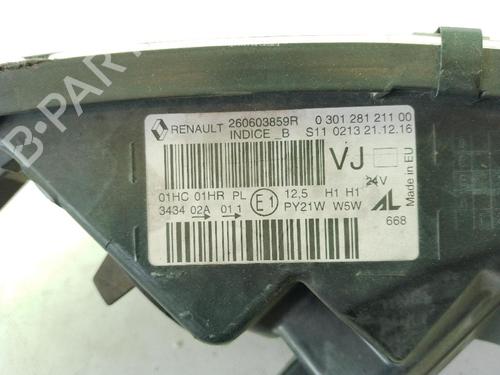 B-PARTS
RENAULT 260603859R 0 301 281 211 00
INDICE_B S11 0213 21.12.16
VJ
24V
Made in EU
01HC 01HR PL E1 12,5 H1 H1
3434 02A 01 1 PY21W W5W AL
668